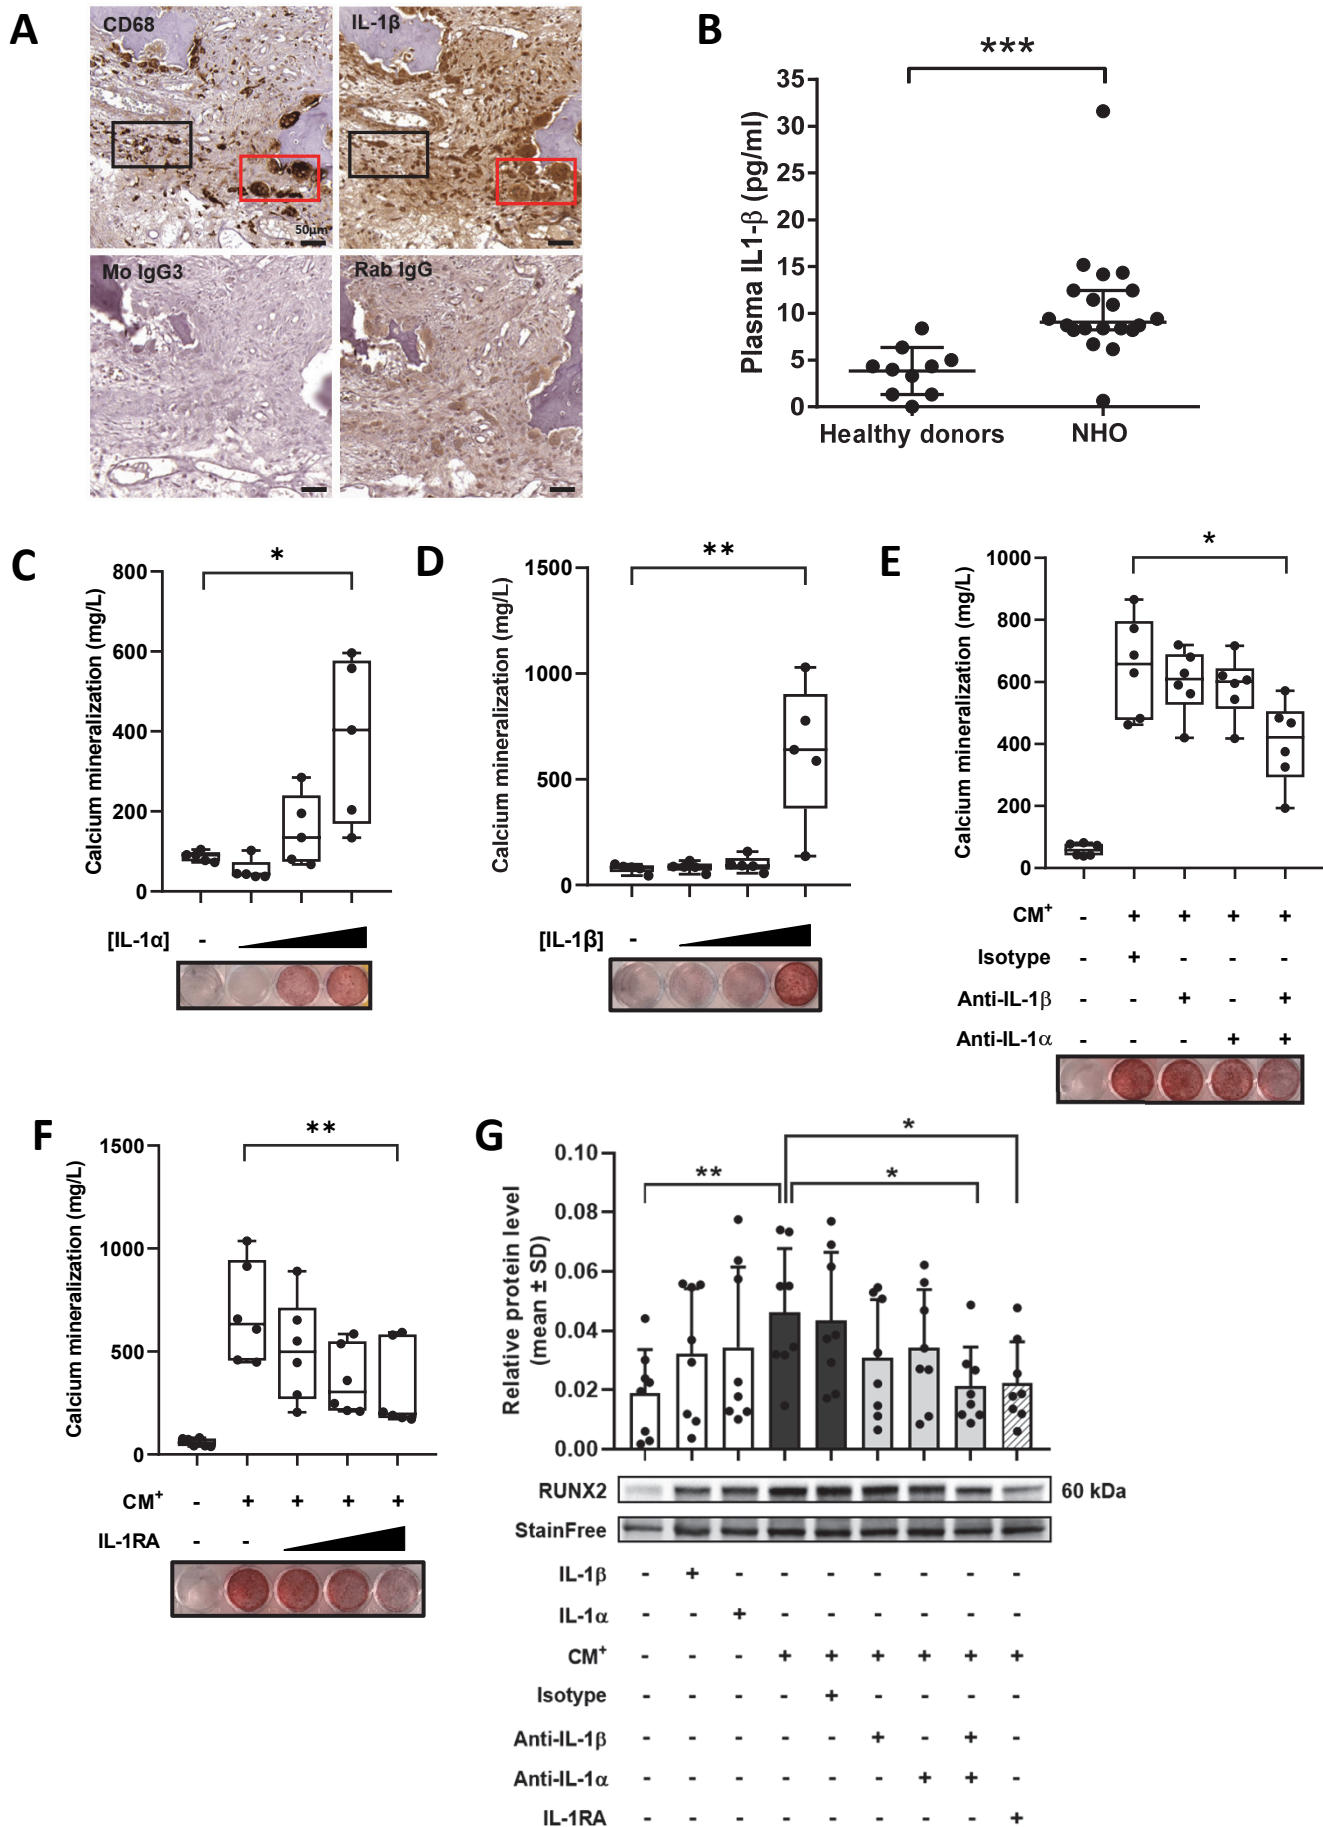 A
CD68
IL-1β
50μm
Mo IgG3
Rab IgG
B
***
Plasma IL1-β (pg/ml)
35
30
25
20
15
10
5
0
Healthy donors
NHO
C
*
Calcium mineralization (mg/L)
800
600
400
200
0
[IL-1α]
-
D
**
Calcium mineralization (mg/L)
1500
1000
500
0
[IL-1β]
-
E
*
Calcium mineralization (mg/L)
1000
800
600
400
200
0
CM+ - + + + +
Isotype - + - - -
Anti-IL-1β - - + - +
Anti-IL-1α - - - + +
F
**
Calcium mineralization (mg/L)
1500
1000
500
0
CM+ - + + + +
IL-1RA - -
G
*
**
*
Relative protein level
(mean ± SD)
0.10
0.08
0.06
0.04
0.02
0.00
RUNX2
60 kDa
StainFree
IL-1β - + - - - - - - -
IL-1α - - + - - - - - -
CM+ - - - + + + + + +
Isotype - - - - + - - - -
Anti-IL-1β - - - - - + - + -
Anti-IL-1α - - - - - - + + -
IL-1RA - - - - - - - - +